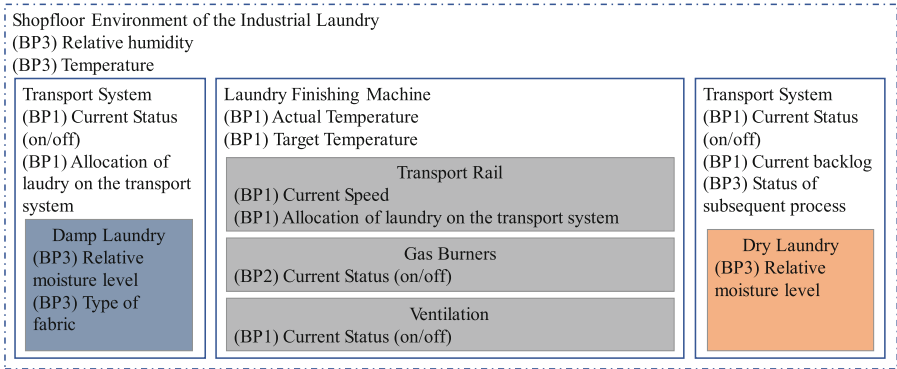 Shopfloor Environment of the Industrial Laundry
(BP3) Relative humidity
(BP3) Temperature
Transport System
(BP1) Current Status
(on/off)
(BP1) Allocation of
laudry on the transport
system
Damp Laundry
(BP3) Relative
moisture level
(BP3) Type of
fabric
Laundry Finishing Machine
(BP1) Actual Temperature
(BP1) Target Temperature
Transport Rail
(BP1) Current Speed
(BP1) Allocation of laundry on the transport system
Gas Burners
(BP2) Current Status (on/off)
Ventilation
(BP1) Current Status (on/off)
Transport System
(BP1) Current Status
(on/off)
(BP1) Current backlog
(BP3) Status of
subsequent process
Dry Laundry
(BP3) Relative
moisture level